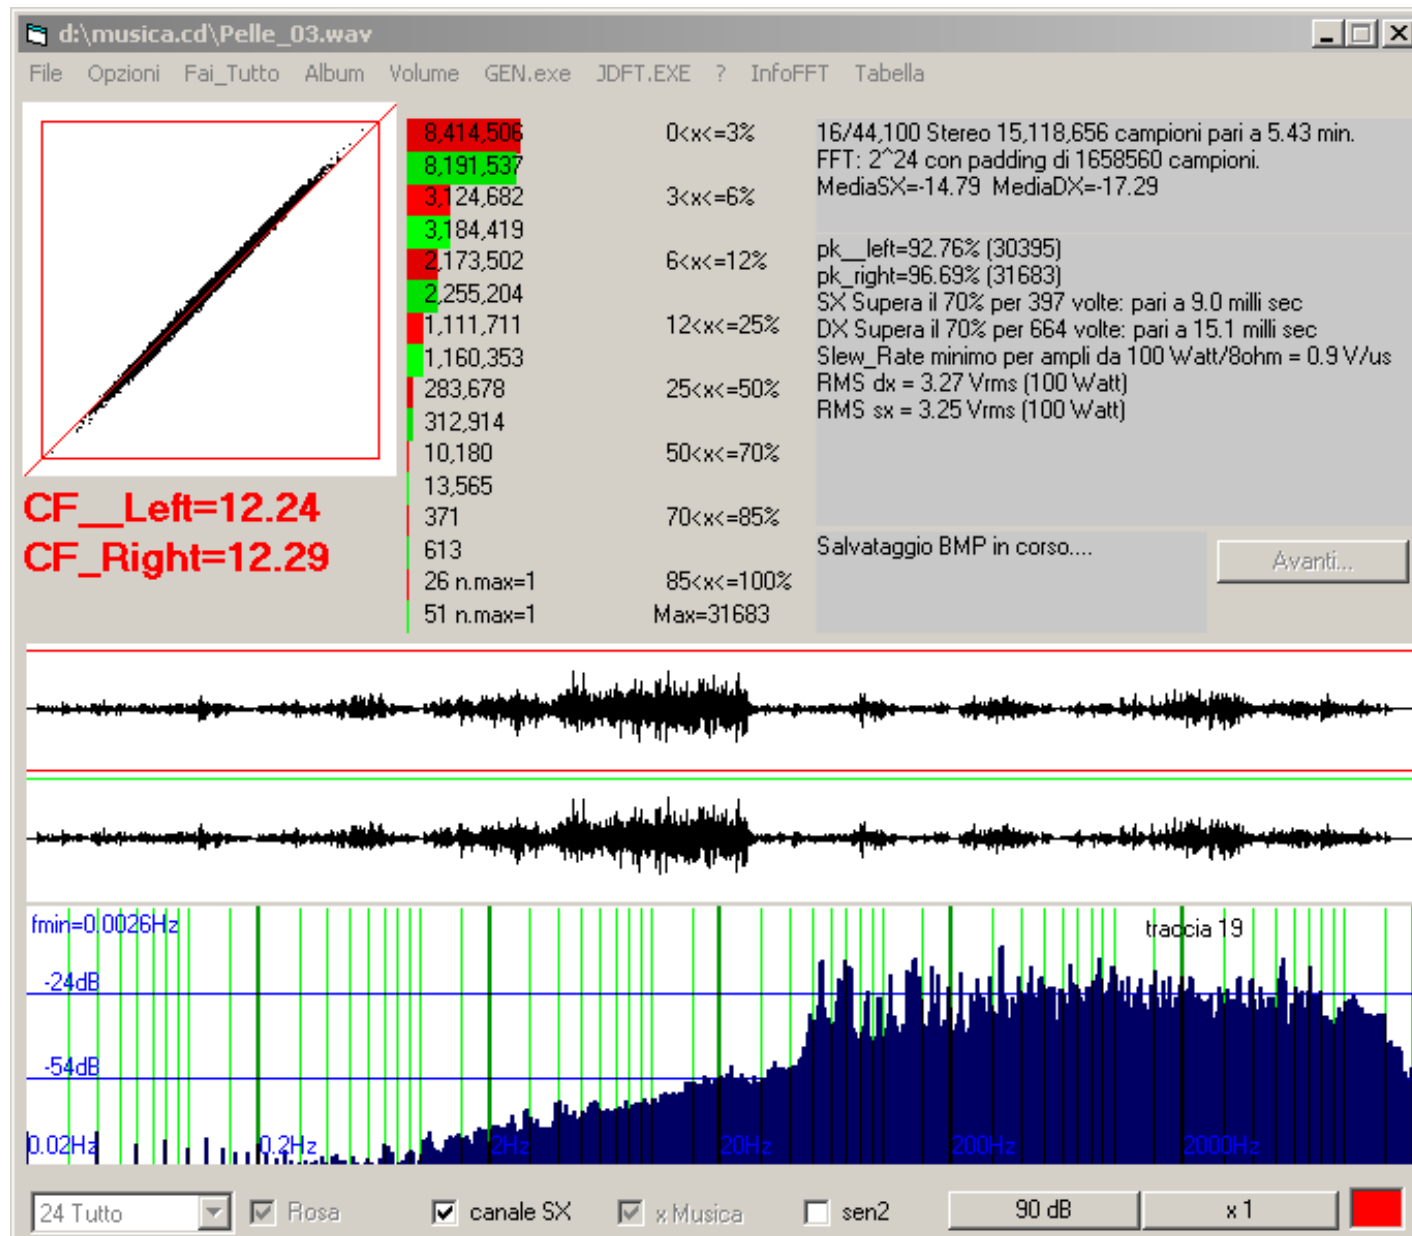 d:\musica.cd\Pelle_03.wav
File Opzioni Fai_Tutto Album Volume GEN.exe JDFT.EXE ? InfoFFT Tabella
8,414,506 0<x<=3%
8,191,537
3,124,682 3<x<=6%
3,184,419
2,173,502 6<x<=12%
2,255,204
1,111,711 12<x<=25%
1,160,353
283,678 25<x<=50%
312,914
10,180 50<x<=70%
13,565
371 70<x<=85%
613
26 n.max=1 85<x<=100%
51 n.max=1 Max=31683
16/44,100 Stereo 15,118,656 campioni pari a 5.43 min.
FFT: 2^24 con padding di 1658560 campioni.
MediaSX=-14.79 MediaDX=-17.29
pk__left=92.76% (30395)
pk_right=96.69% (31683)
SX Supera il 70% per 397 volte: pari a 9.0 milli sec
DX Supera il 70% per 664 volte: pari a 15.1 milli sec
Slew_Rate minimo per ampli da 100 Watt/8ohm = 0.9 V/us
RMS dx = 3.27 Vrms (100 Watt)
RMS sx = 3.25 Vrms (100 Watt)
CF__Left=12.24
CF_Right=12.29
Salvataggio BMP in corso....
Avanti...
fmin=0.0026Hz
traccia 19
-24dB
-54dB
0.02Hz 0.2Hz 2Hz 20Hz 200Hz 2000Hz
24 Tutto Rosa canale SX x Musica sen2 90 dB x 1